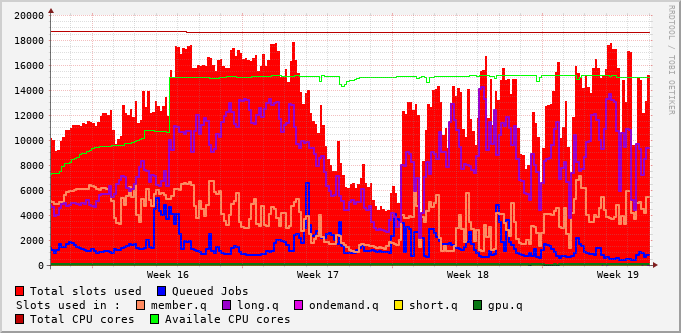 20000
18000
16000
14000
12000
10000
8000
6000
4000
2000
0
Week 16 Week 17 Week 18 Week 19
RRDTOOL / TOBI OETIKER
Total slots used Queued Jobs
Slots used in : member.q long.q ondemand.q short.q gpu.q
Total CPU cores Availale CPU cores